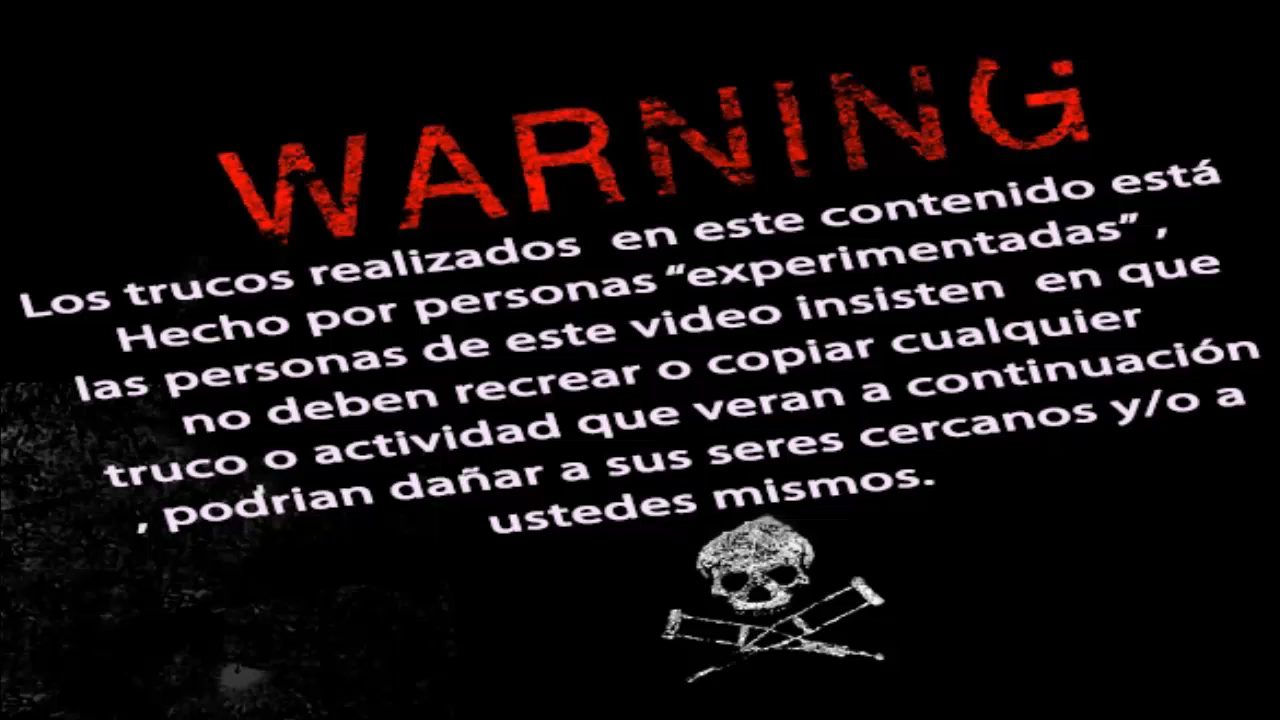 WARNING
Los trucos realizados en este contenido está
Hecho por personas “experimentadas” ,
las personas de este video insisten en que
no deben recrear o copiar cualquier
truco o actividad que veran a continuación
, podrian dañar a sus seres cercanos y/o a
ustedes mismos.